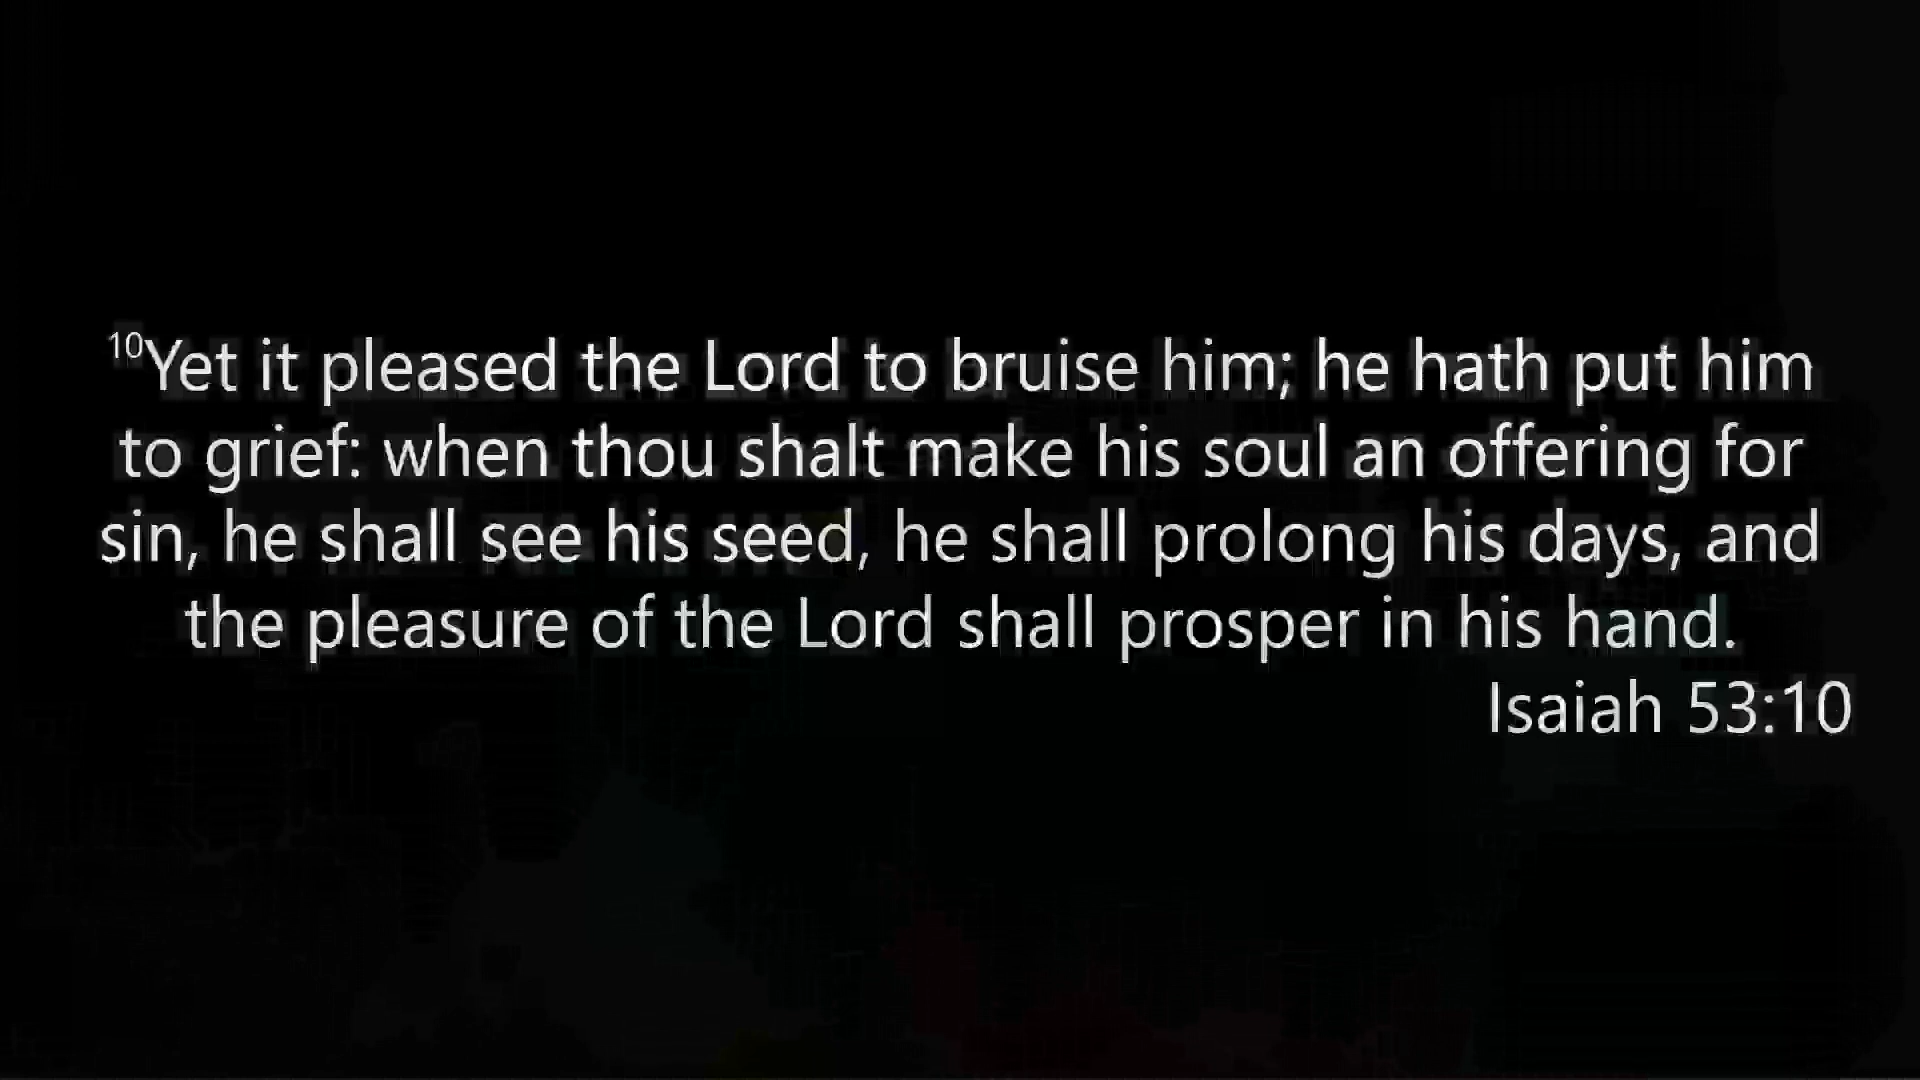 10Yet it pleased the Lord to bruise him; he hath put him
to grief: when thou shalt make his soul an offering for
sin, he shall see his seed, he shall prolong his days, and
the pleasure of the Lord shall prosper in his hand.
Isaiah 53:10